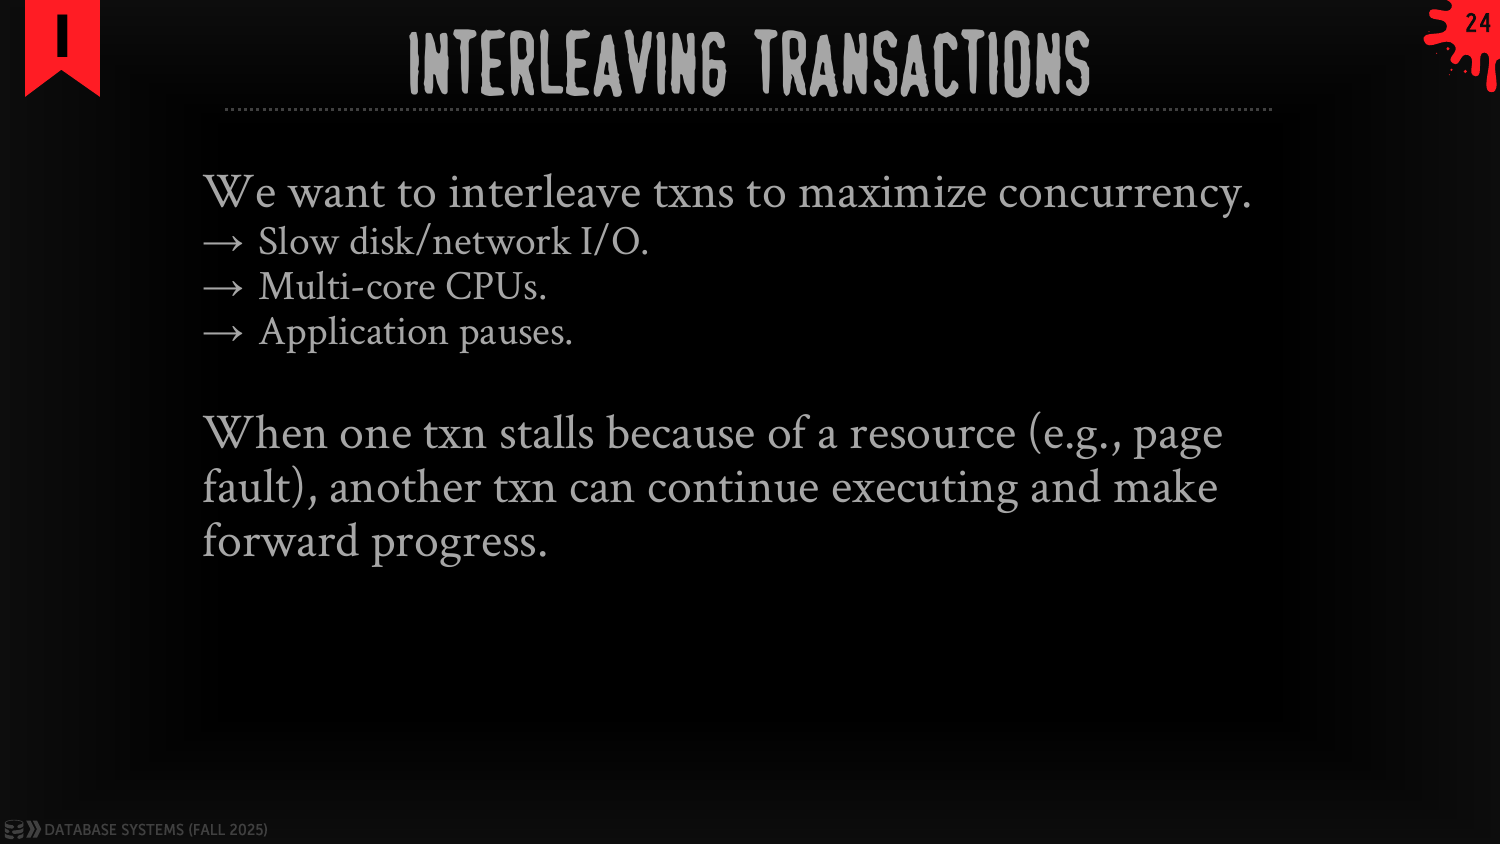 I
INTERLEAVING TRANSACTIONS
24
We want to interleave txns to maximize concurrency.
→ Slow disk/network I/O.
→ Multi-core CPUs.
→ Application pauses.
When one txn stalls because of a resource (e.g., page
fault), another txn can continue executing and make
forward progress.
DATABASE SYSTEMS (FALL 2025)